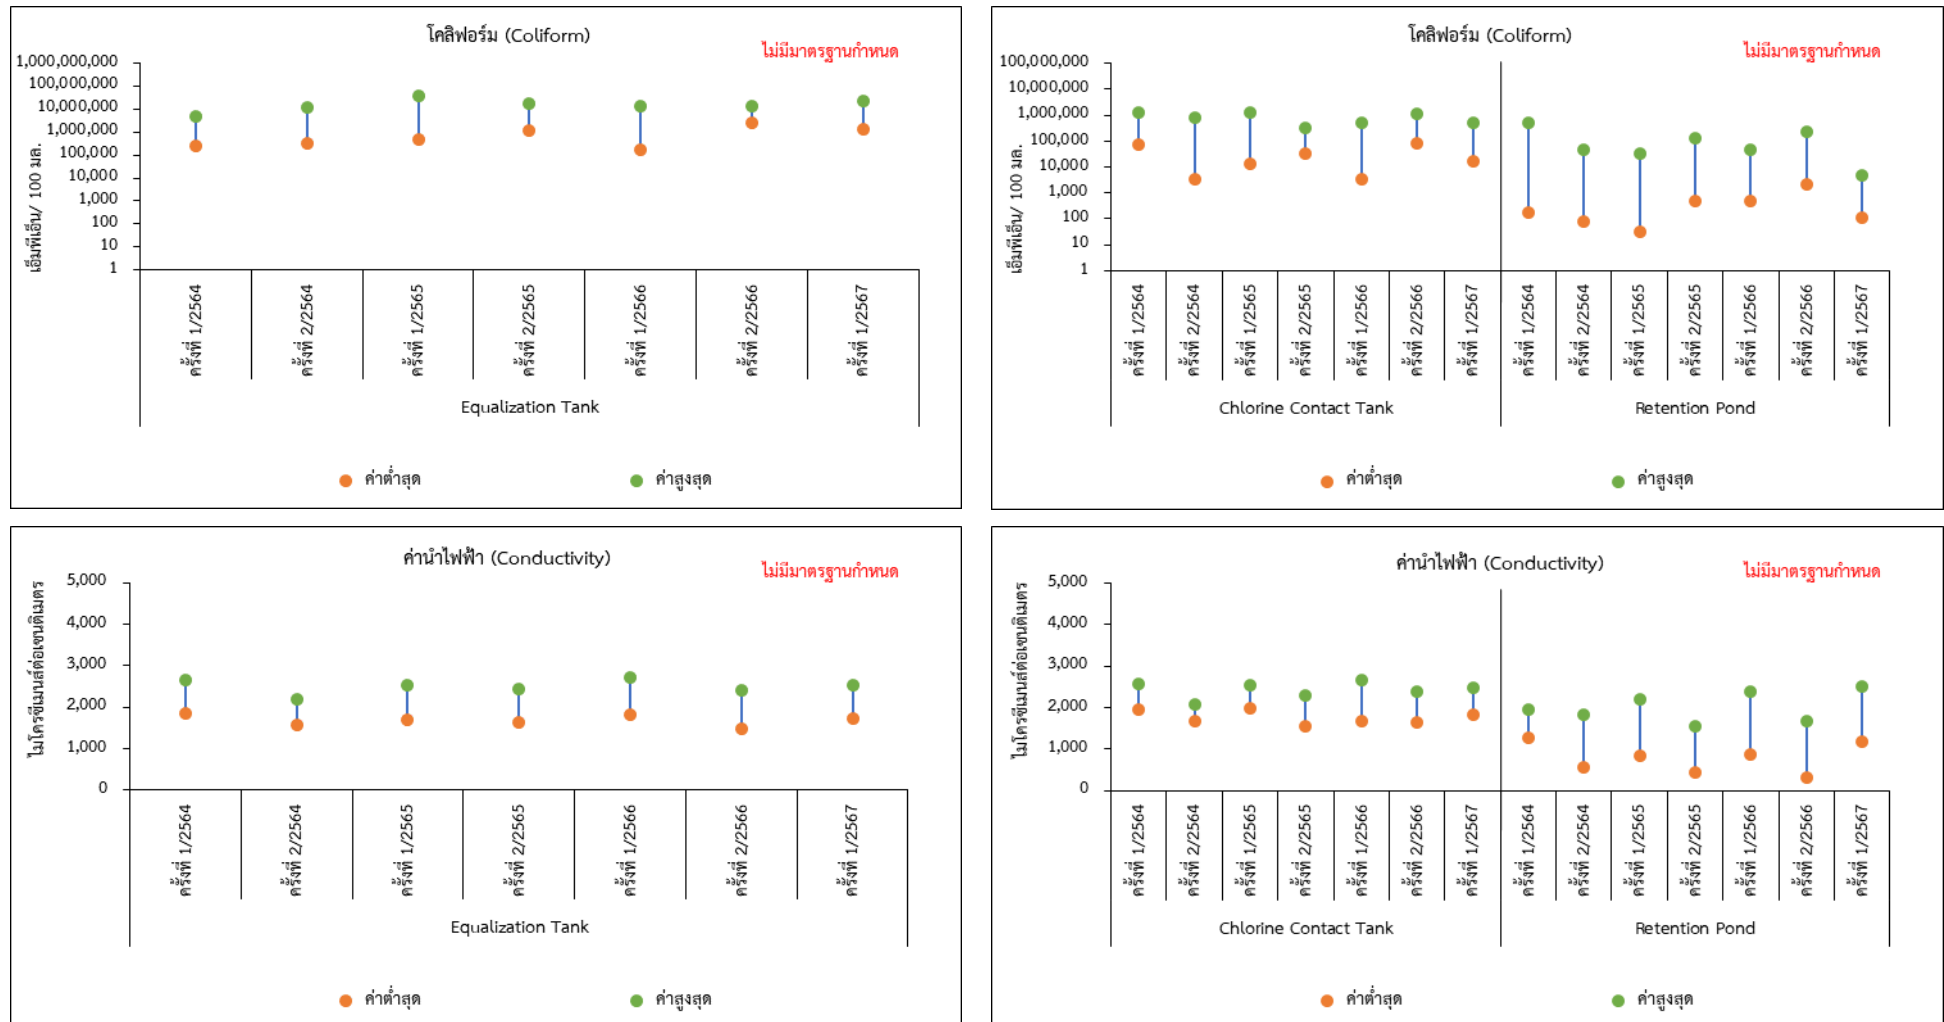 โคลิฟอร์ม (Coliform)
ไม่มีมาตรฐานกำหนด
เอ็มพีเอ็น/ 100 มล.
1,000,000,000
100,000,000
10,000,000
1,000,000
100,000
10,000
1,000
100
10
1
ครั้งที่ 1/2564
ครั้งที่ 2/2564
ครั้งที่ 1/2565
ครั้งที่ 2/2565
ครั้งที่ 1/2566
ครั้งที่ 2/2566
ครั้งที่ 1/2567
Equalization Tank
ค่าต่ำสุด
ค่าสูงสุด
โคลิฟอร์ม (Coliform)
ไม่มีมาตรฐานกำหนด
เอ็มพีเอ็น/ 100 มล.
100,000,000
10,000,000
1,000,000
100,000
10,000
1,000
100
10
1
ครั้งที่ 1/2564
ครั้งที่ 2/2564
ครั้งที่ 1/2565
ครั้งที่ 2/2565
ครั้งที่ 1/2566
ครั้งที่ 2/2566
ครั้งที่ 1/2567
ครั้งที่ 1/2564
ครั้งที่ 2/2564
ครั้งที่ 1/2565
ครั้งที่ 2/2565
ครั้งที่ 1/2566
ครั้งที่ 2/2566
ครั้งที่ 1/2567
Chlorine Contact Tank
Retention Pond
ค่าต่ำสุด
ค่าสูงสุด
ค่านำไฟฟ้า (Conductivity)
ไม่มีมาตรฐานกำหนด
ไมโครซีเมนส์ต่อเซนติเมตร
5,000
4,000
3,000
2,000
1,000
0
ครั้งที่ 1/2564
ครั้งที่ 2/2564
ครั้งที่ 1/2565
ครั้งที่ 2/2565
ครั้งที่ 1/2566
ครั้งที่ 2/2566
ครั้งที่ 1/2567
Equalization Tank
ค่าต่ำสุด
ค่าสูงสุด
ค่านำไฟฟ้า (Conductivity)
ไม่มีมาตรฐานกำหนด
ไมโครซีเมนส์ต่อเซนติเมตร
5,000
4,000
3,000
2,000
1,000
0
ครั้งที่ 1/2564
ครั้งที่ 2/2564
ครั้งที่ 1/2565
ครั้งที่ 2/2565
ครั้งที่ 1/2566
ครั้งที่ 2/2566
ครั้งที่ 1/2567
ครั้งที่ 1/2564
ครั้งที่ 2/2564
ครั้งที่ 1/2565
ครั้งที่ 2/2565
ครั้งที่ 1/2566
ครั้งที่ 2/2566
ครั้งที่ 1/2567
Chlorine Contact Tank
Retention Pond
ค่าต่ำสุด
ค่าสูงสุด